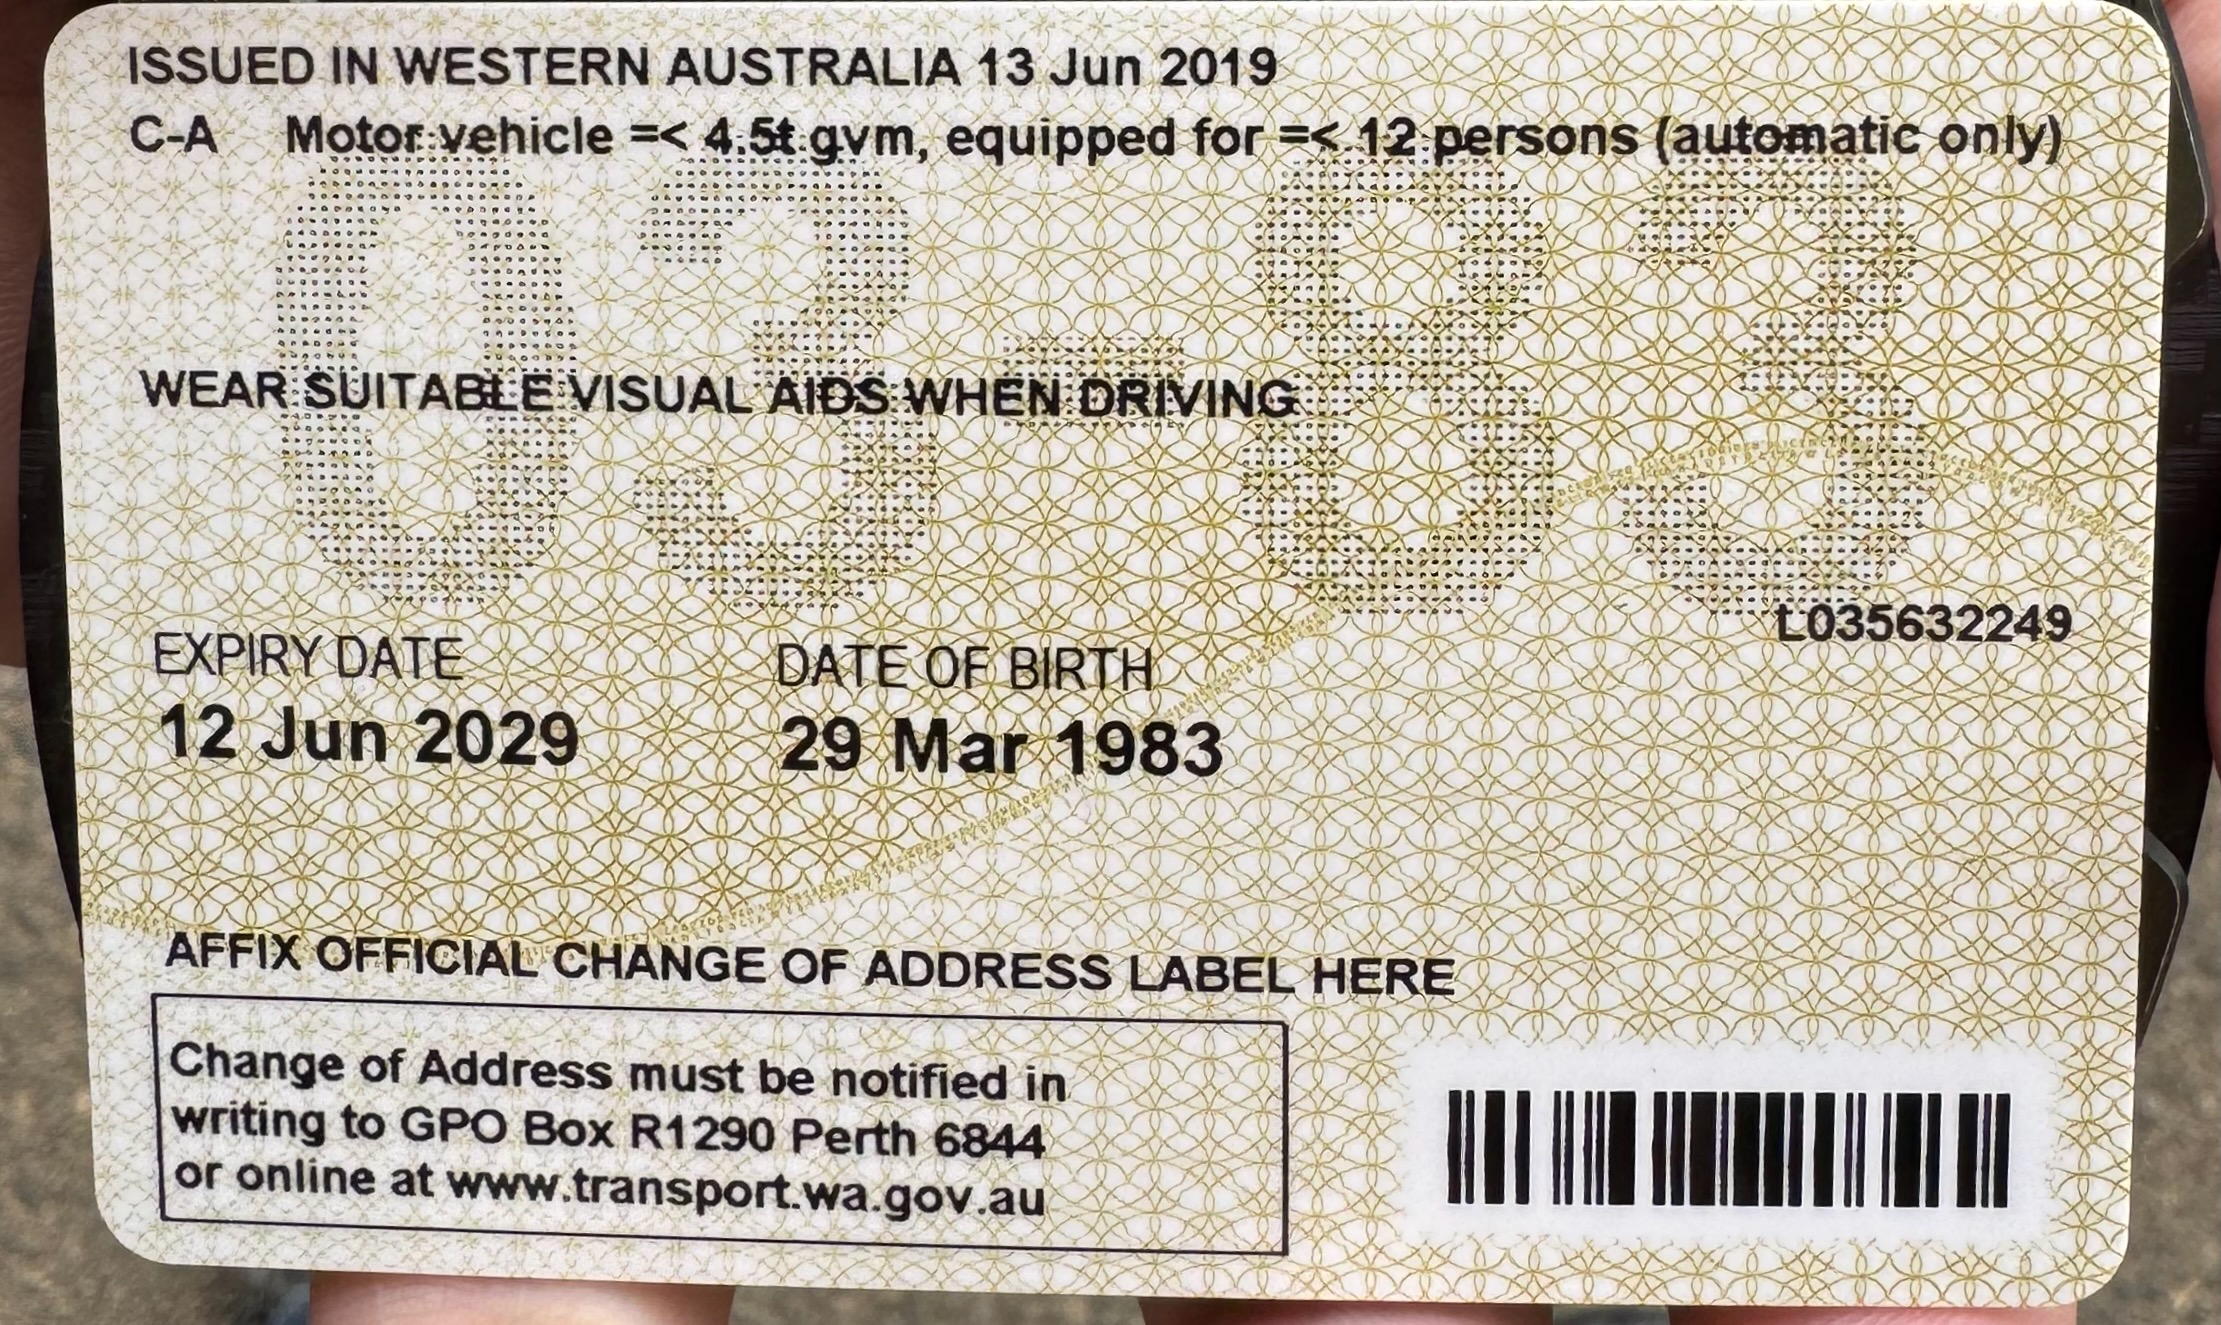 ISSUED IN WESTERN AUSTRALIA 13 Jun 2019
C-A Motor vehicle =< 4.5t gvm, equipped for =< 12 persons (automatic only)
03-83
WEAR SUITABLE VISUAL AIDS WHEN DRIVING
L035632249
EXPIRY DATE DATE OF BIRTH
12 Jun 2029 29 Mar 1983
AFFIX OFFICIAL CHANGE OF ADDRESS LABEL HERE
Change of Address must be notified in
writing to GPO Box R1290 Perth 6844
or online at www.transport.wa.gov.au